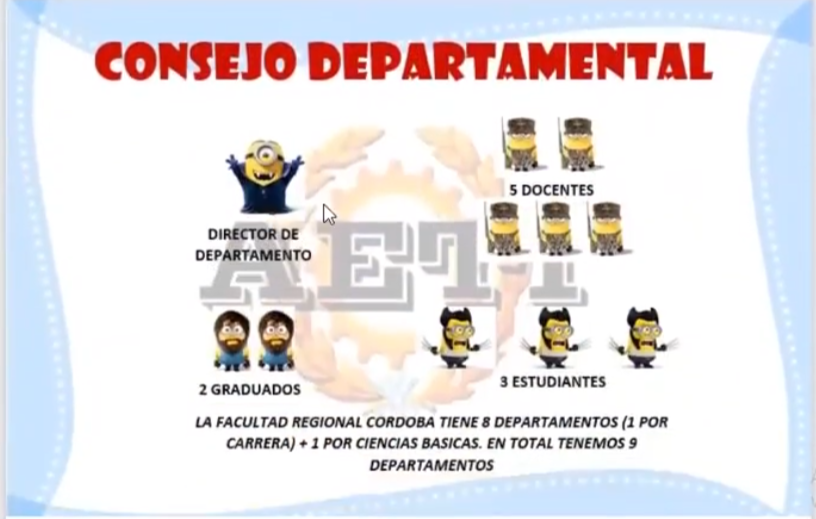 CONSEJO DEPARTAMENTAL
5 DOCENTES
DIRECTOR DE
DEPARTAMENTO
2 GRADUADOS
3 ESTUDIANTES
LA FACULTAD REGIONAL CORDOBA TIENE 8 DEPARTAMENTOS (1 POR
CARRERA) + 1 POR CIENCIAS BASICAS. EN TOTAL TENEMOS 9
DEPARTAMENTOS